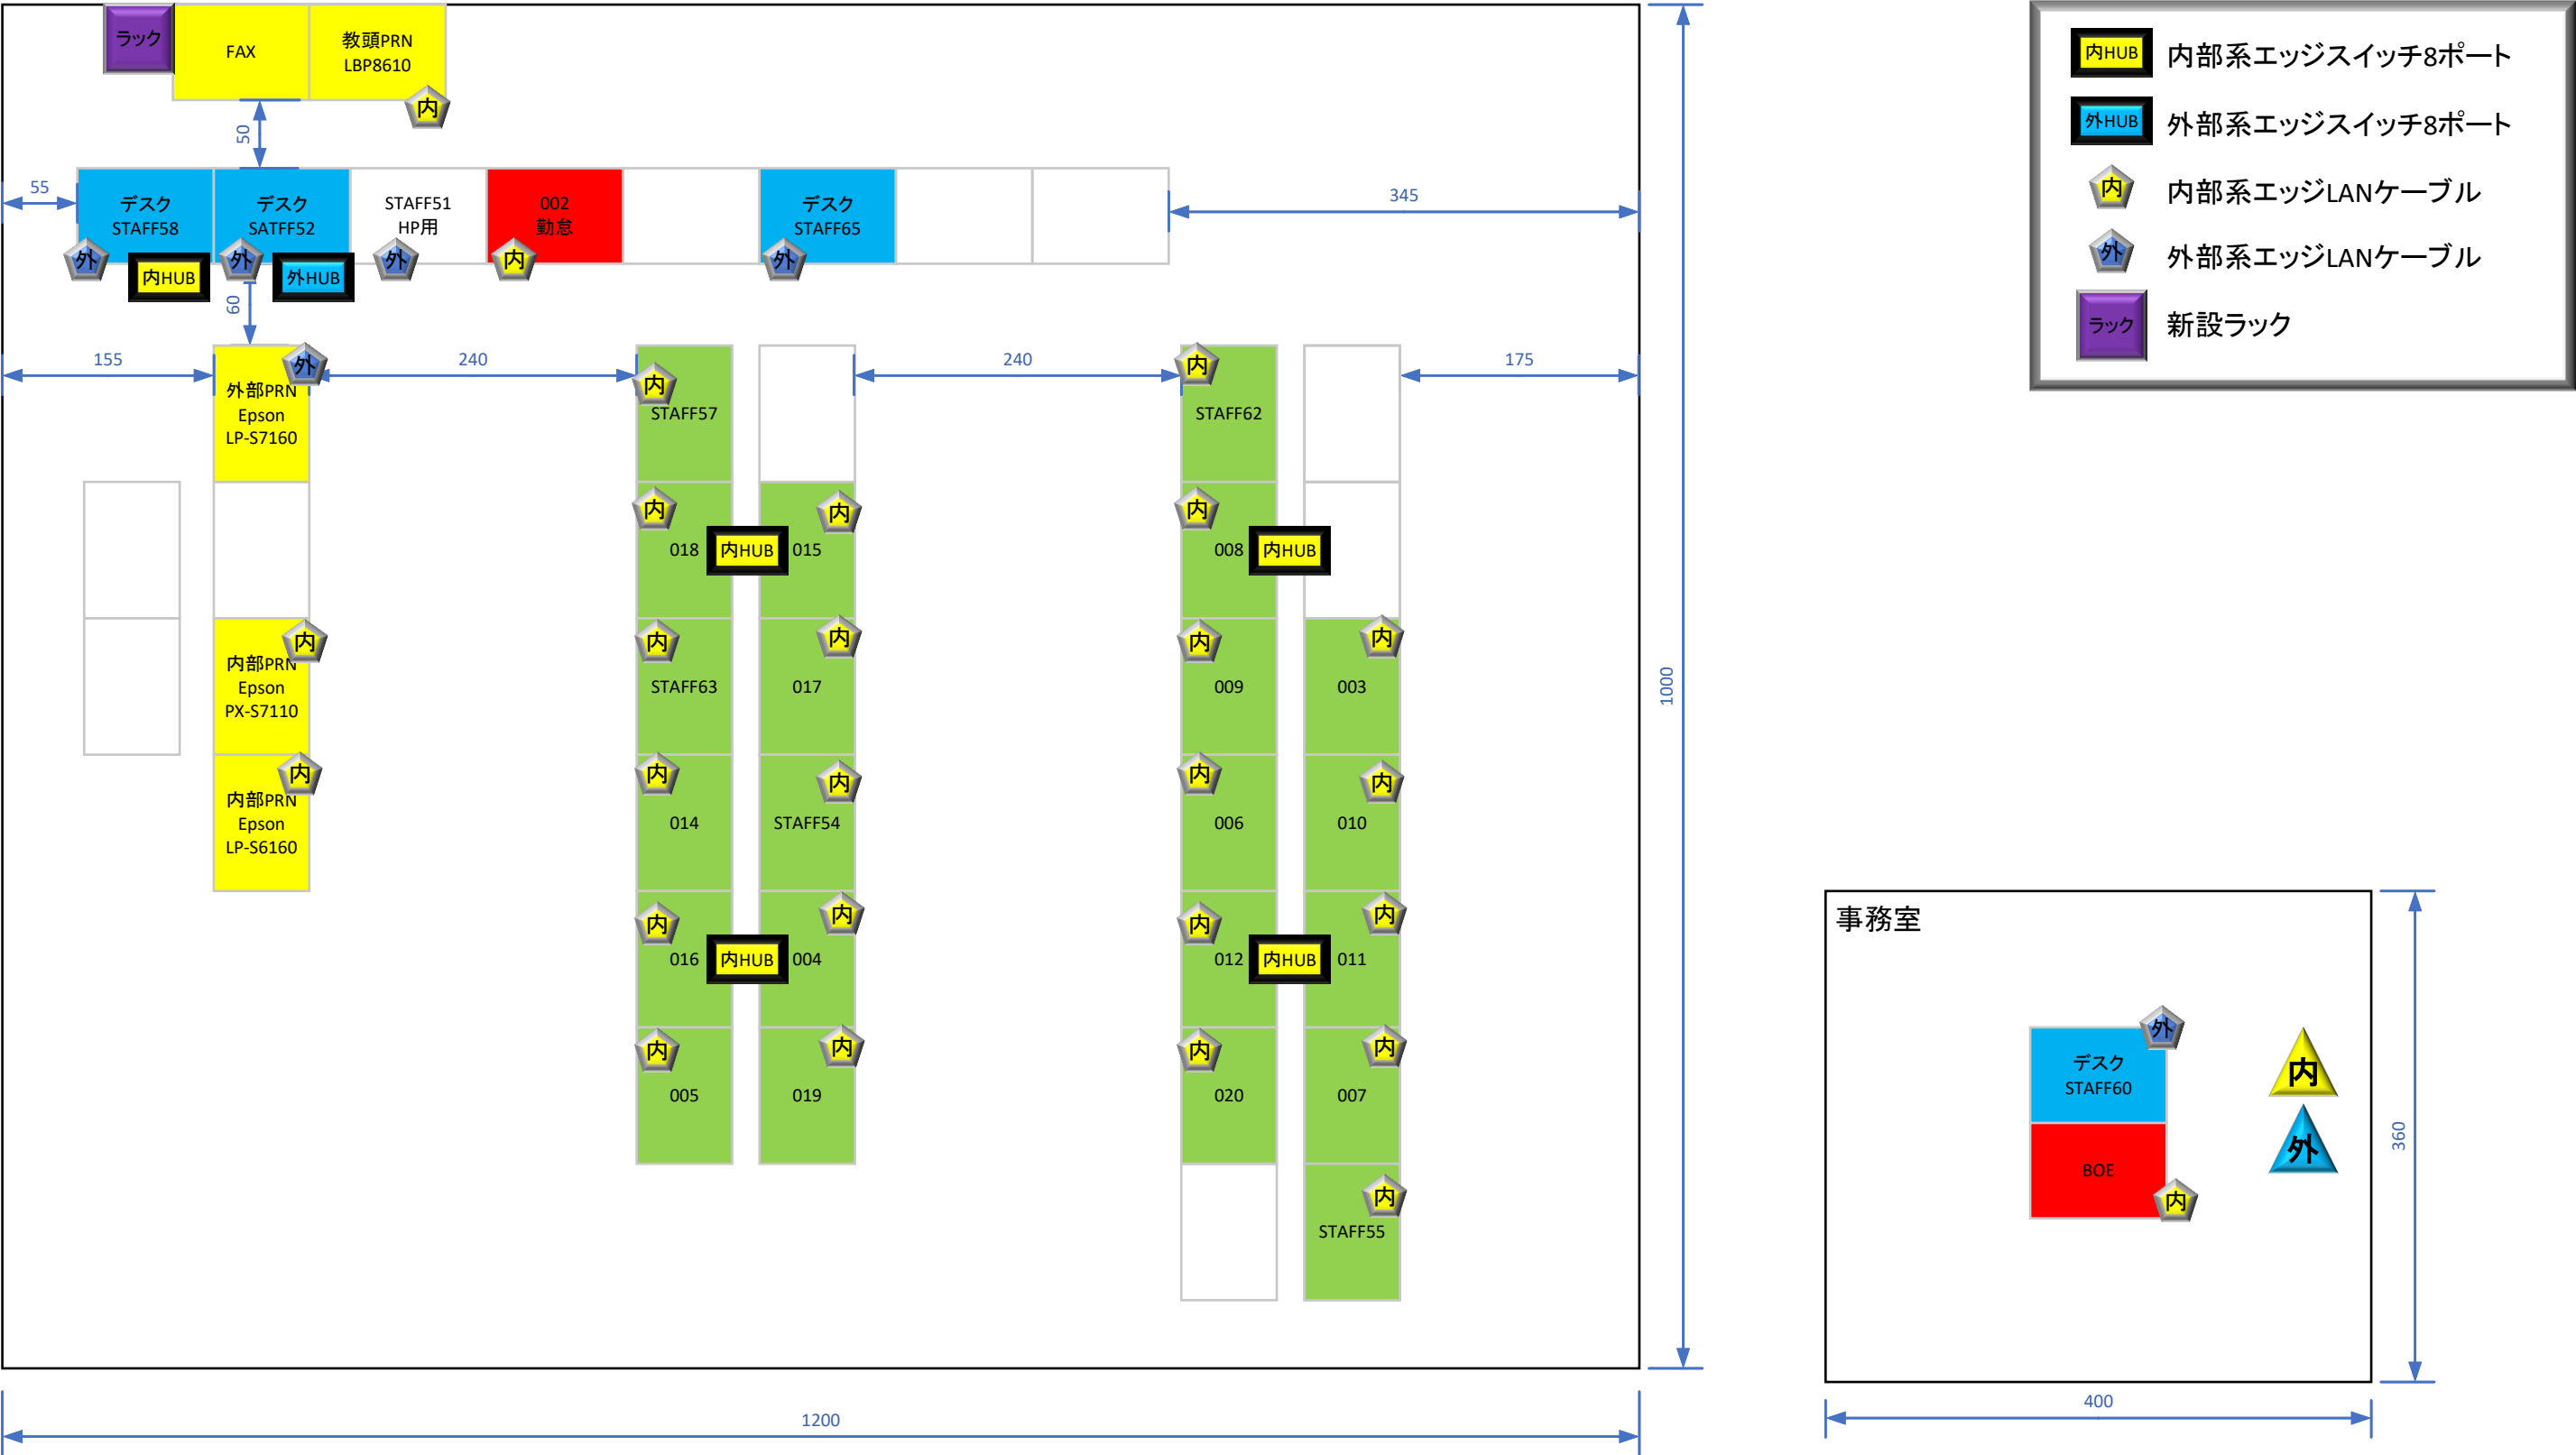 ラック
FAX
教頭PRN
LBP8610
内
50
55
デスク
STAFF58
デスク
SATFF52
STAFF51
HP用
002
勤怠
デスク
STAFF65
345
外
内HUB
外
外HUB
外
内
外
60
155
240
240
175
外
外部PRN
Epson
LP-S7160
内
STAFF57
内
STAFF62
内
018
内HUB
内
015
内
008
内HUB
内
内部PRN
Epson
PX-S7110
内
STAFF63
内
017
内
009
内
003
内
内部PRN
Epson
LP-S6160
内
014
内
STAFF54
内
006
内
010
内
016
内HUB
内
004
内
012
内HUB
内
011
内
005
内
019
内
020
内
007
内
STAFF55
1000
1200
内HUB
内部系エッジスイッチ8ポート
外HUB
外部系エッジスイッチ8ポート
内
内部系エッジLANケーブル
外
外部系エッジLANケーブル
ラック
新設ラック
事務室
外
デスク
STAFF60
BOE
内
内
外
360
400